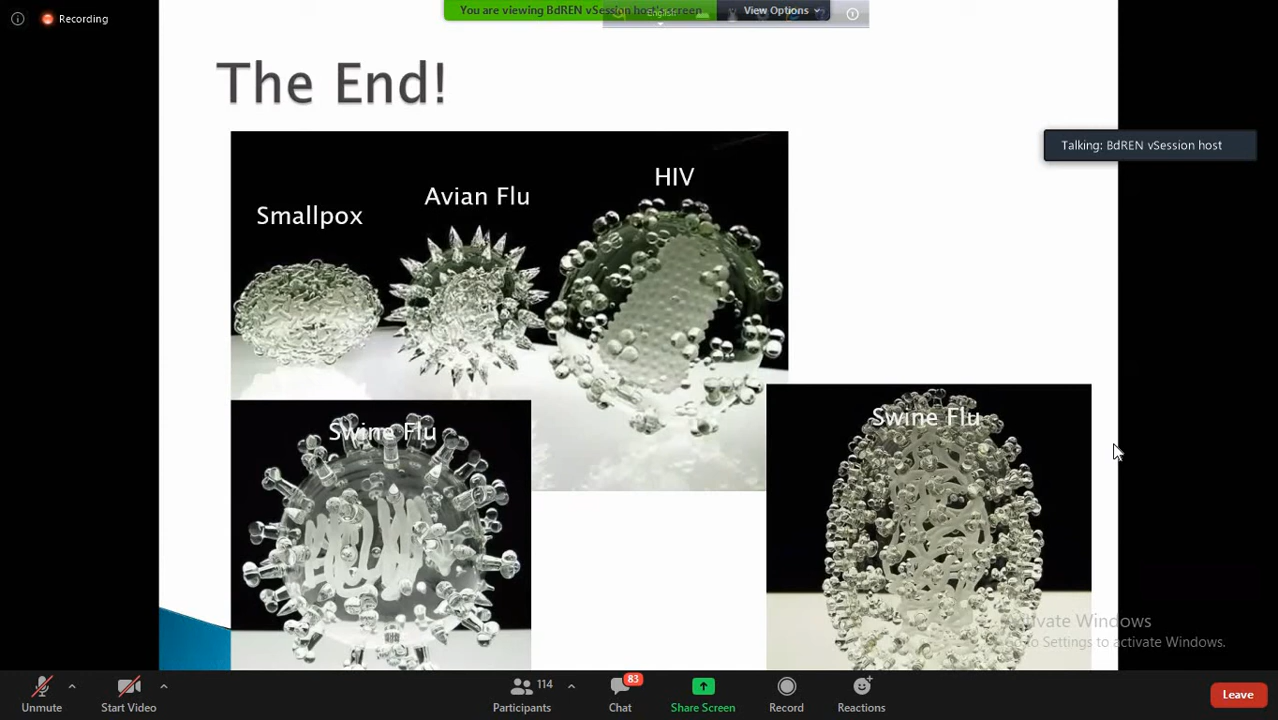 Recording
You are viewing BdREN vSession host's screen
English
View Options
The End!
Talking: BdREN vSession host
Smallpox
Avian Flu
HIV
Swine Flu
Swine Flu
Activate Windows
Go to Settings to activate Windows.
114
83
Unmute
Start Video
Participants
Chat
Share Screen
Record
Reactions
Leave